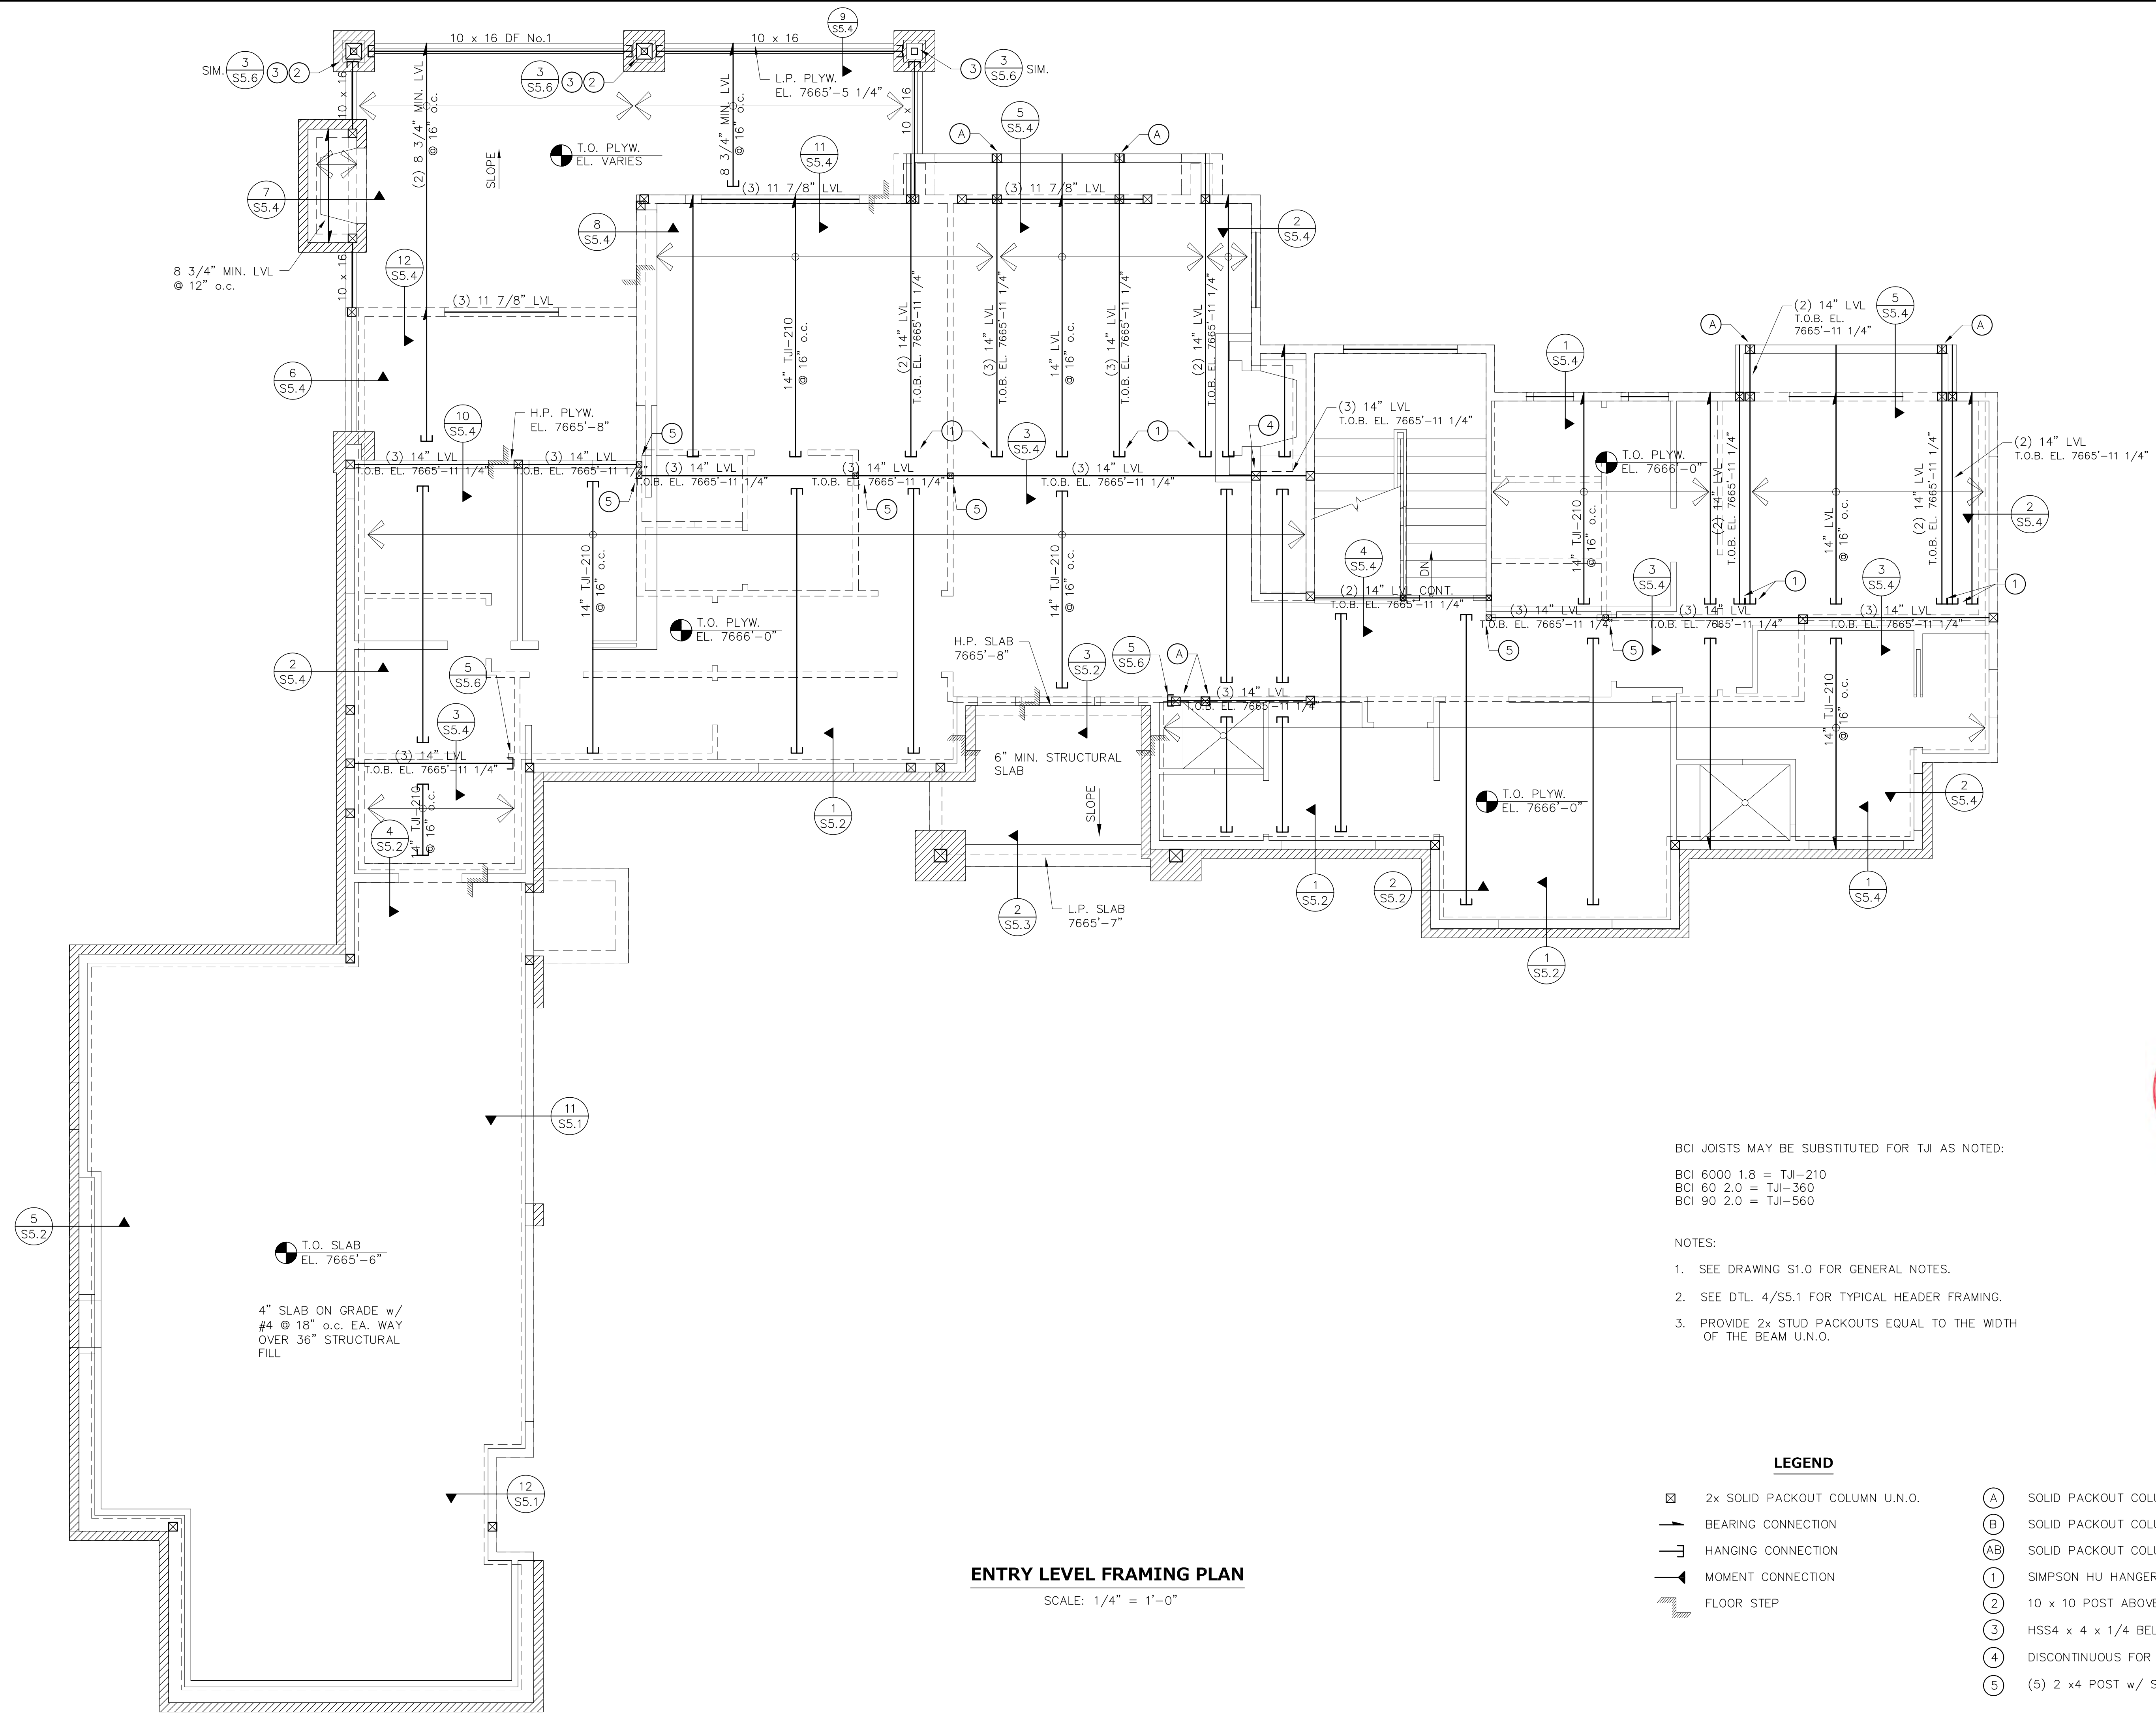 9
S5.4
10 x 16 DF No.1
10 x 16
SIM.
3
S5.6
3
2
3
S5.6
3
2
L.P. PLYW.
EL. 7665'-5 1/4"
3
3
S5.6
SIM.
10 x 16
(2) 8 3/4" MIN. LVL
@ 16" o.c.
8 3/4" MIN. LVL
@ 16" o.c.
10 x 16
T.O. PLYW.
EL. VARIES
SLOPE
11
S5.4
A
5
S5.4
A
7
S5.4
(3) 11 7/8" LVL
(3) 11 7/8" LVL
8
S5.4
2
S5.4
8 3/4" MIN. LVL
@ 12" o.c.
12
S5.4
10 x 16
(3) 11 7/8" LVL
14" TJI-210
@ 16" o.c.
(2) 14" LVL
T.O.B. EL. 7665'-11 1/4"
(3) 14" LVL
T.O.B. EL. 7665'-11 1/4"
14" LVL
@ 16" o.c.
(3) 14" LVL
T.O.B. EL. 7665'-11 1/4"
(2) 14" LVL
T.O.B. EL. 7665'-11 1/4"
(2) 14" LVL
T.O.B. EL.
7665'-11 1/4"
5
S5.4
A
A
1
S5.4
6
S5.4
10
S5.4
H.P. PLYW.
EL. 7665'-8"
5
1
3
S5.4
1
4
(3) 14" LVL
T.O.B. EL. 7665'-11 1/4"
T.O. PLYW.
EL. 7666'-0"
(2) 14" LVL
T.O.B. EL. 7665'-11 1/4"
(2) 14" LVL
T.O.B. EL. 7665'-11 1/4"
(2) 14" LVL
T.O.B. EL. 7665'-11 1/4"
(3) 14" LVL
T.O.B. EL. 7665'-11 1/4"
(3) 14" LVL
T.O.B. EL. 7665'-11 1/4"
(3) 14" LVL
T.O.B. EL. 7665'-11 1/4"
(3) 14" LVL
T.O.B. EL. 7665'-11 1/4"
(3) 14" LVL
T.O.B. EL. 7665'-11 1/4"
5
5
5
2
S5.4
14" TJI-210
@ 16" o.c.
14" TJI-210
@ 16" o.c.
14" TJI-210
@ 16" o.c.
14" LVL
@ 16" o.c.
4
S5.4
DN
3
S5.4
1
3
S5.4
1
(2) 14" LVL CONT.
T.O.B. EL. 7665'-11 1/4"
(3) 14" LVL
T.O.B. EL. 7665'-11 1/4"
(3) 14" LVL
T.O.B. EL. 7665'-11 1/4"
(3) 14" LVL
T.O.B. EL. 7665'-11 1/4"
T.O. PLYW.
EL. 7666'-0"
H.P. SLAB
7665'-8"
3
S5.2
5
S5.6
A
5
5
2
S5.4
5
S5.6
3
S5.4
(3) 14" LVL
T.O.B. EL. 7665'-11 1/4"
14" TJI-210
@ 16" o.c.
(3) 14" LVL
T.O.B. EL. 7665'-11 1/4"
6" MIN. STRUCTURAL
SLAB
SLOPE
14" TJI-210
@ 16" o.c.
4
S5.2
1
S5.2
T.O. PLYW.
EL. 7666'-0"
2
S5.4
2
S5.3
L.P. SLAB
7665'-7"
1
S5.2
2
S5.2
1
S5.4
1
S5.2
11
S5.1
5
S5.2
T.O. SLAB
EL. 7665'-6"
4" SLAB ON GRADE w/
#4 @ 18" o.c. EA. WAY
OVER 36" STRUCTURAL
FILL
12
S5.1
BCI JOISTS MAY BE SUBSTITUTED FOR TJI AS NOTED:
BCI 6000 1.8 = TJI-210
BCI 60 2.0 = TJI-360
BCI 90 2.0 = TJI-560
NOTES:
1. SEE DRAWING S1.0 FOR GENERAL NOTES.
2. SEE DTL. 4/S5.1 FOR TYPICAL HEADER FRAMING.
3. PROVIDE 2x STUD PACKOUTS EQUAL TO THE WIDTH
OF THE BEAM U.N.O.
LEGEND
2x SOLID PACKOUT COLUMN U.N.O.
BEARING CONNECTION
HANGING CONNECTION
MOMENT CONNECTION
FLOOR STEP
A SOLID PACKOUT
B SOLID PACKOUT
AB SOLID PACKOUT
1 SIMPSON HU HANGER
2 10 x 10 POST
3 HSS4 x 4 x 1/4
4 DISCONTINUOUS FOR
5 (5) 2 x4 POST w/
ENTRY LEVEL FRAMING PLAN
SCALE: 1/4" = 1'-0"